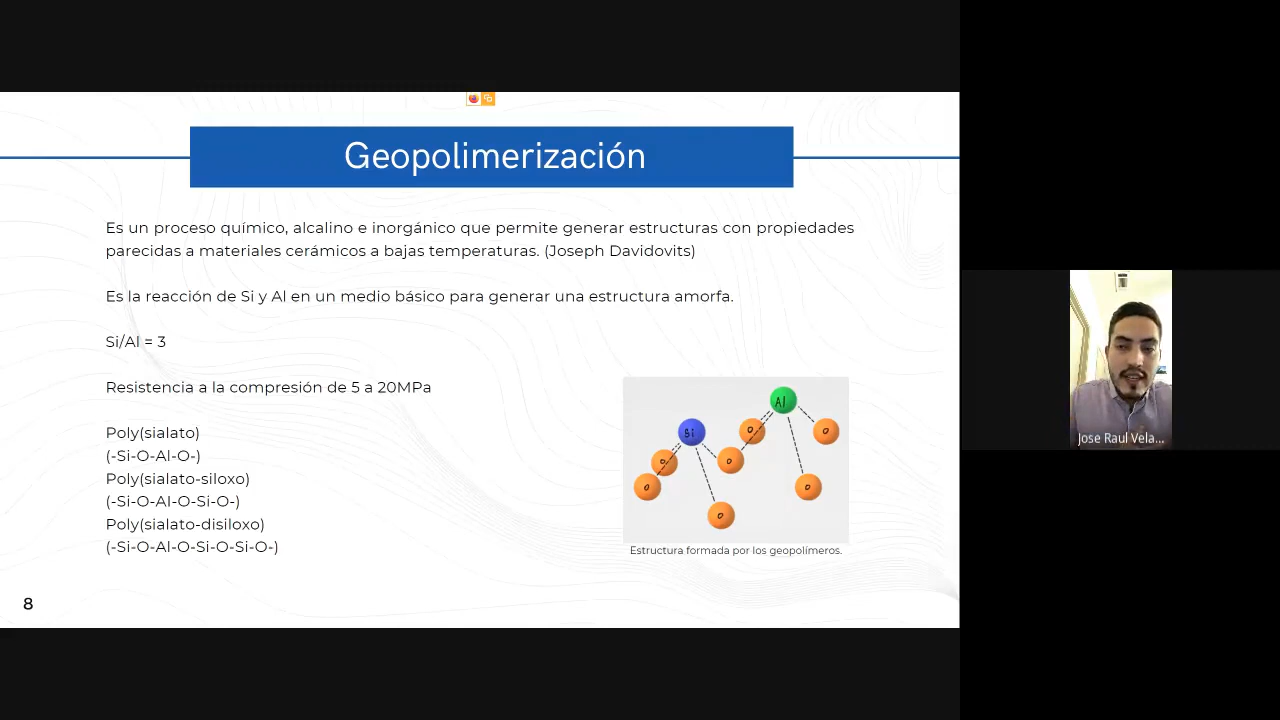 Geopolimerización
Es un proceso químico, alcalino e inorgánico que permite generar estructuras con propiedades
parecidas a materiales cerámicos a bajas temperaturas. (Joseph Davidovits)
Es la reacción de Si y Al en un medio básico para generar una estructura amorfa.
Si/Al = 3
Resistencia a la compresión de 5 a 20MPa
Poly(sialato)
(-Si-O-Al-O-)
Poly(sialato-siloxo)
(-Si-O-Al-O-Si-O-)
Poly(sialato-disiloxo)
(-Si-O-Al-O-Si-O-Si-O-)
Al
Si
O
O
O
O
O
O
O
Estructura formada por los geopolímeros.
8
Jose Raul Vela...